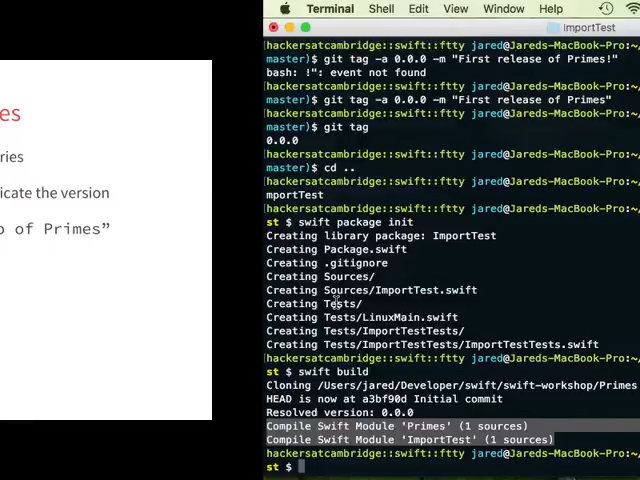 es
ries
icate the version
o of Primes”
Terminal Shell Edit View Window Help
ImportTest
[hackersatcambridge::swift::ftty jared@Jareds-MacBook-Pro:~/
master)$ git tag -a 0.0.0 -m "First release of Primes!"
bash: !": event not found
[hackersatcambridge::swift::ftty jared@Jareds-MacBook-Pro:~/
master)$ git tag -a 0.0.0 -m "First release of Primes"
[hackersatcambridge::swift::ftty jared@Jareds-MacBook-Pro:~/
master)$ git tag
0.0.0
[hackersatcambridge::swift::ftty jared@Jareds-MacBook-Pro:~/
master)$ cd ..
[hackersatcambridge::swift::ftty jared@Jareds-MacBook-Pro:~/
mportTest
[hackersatcambridge::swift::ftty jared@Jareds-MacBook-Pro:~/
st $ swift package init
Creating library package: ImportTest
Creating Package.swift
Creating .gitignore
Creating Sources/
Creating Sources/ImportTest.swift
Creating Tests/
Creating Tests/LinuxMain.swift
Creating Tests/ImportTestTests/
Creating Tests/ImportTestTests/ImportTestTests.swift
[hackersatcambridge::swift::ftty jared@Jareds-MacBook-Pro:~/
st $ swift build
Cloning /Users/jared/Developer/swift/swift-workshop/Primes
HEAD is now at a3bf90d Initial commit
Resolved version: 0.0.0
Compile Swift Module 'Primes' (1 sources)
Compile Swift Module 'ImportTest' (1 sources)
hackersatcambridge::swift::ftty jared@Jareds-MacBook-Pro:~/
st $